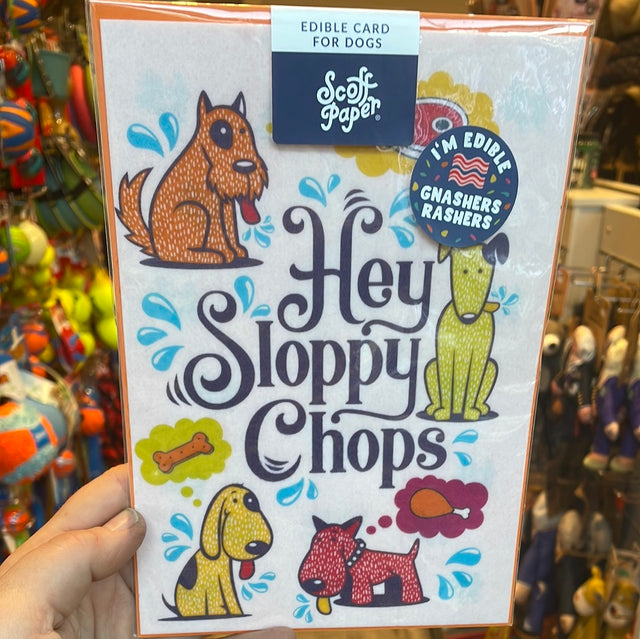 EDIBLE CARD
FOR DOGS
Scoff
Paper®
I'M EDIBLE
GNASHERS
RASHERS
Hey
Sloppy
Chops